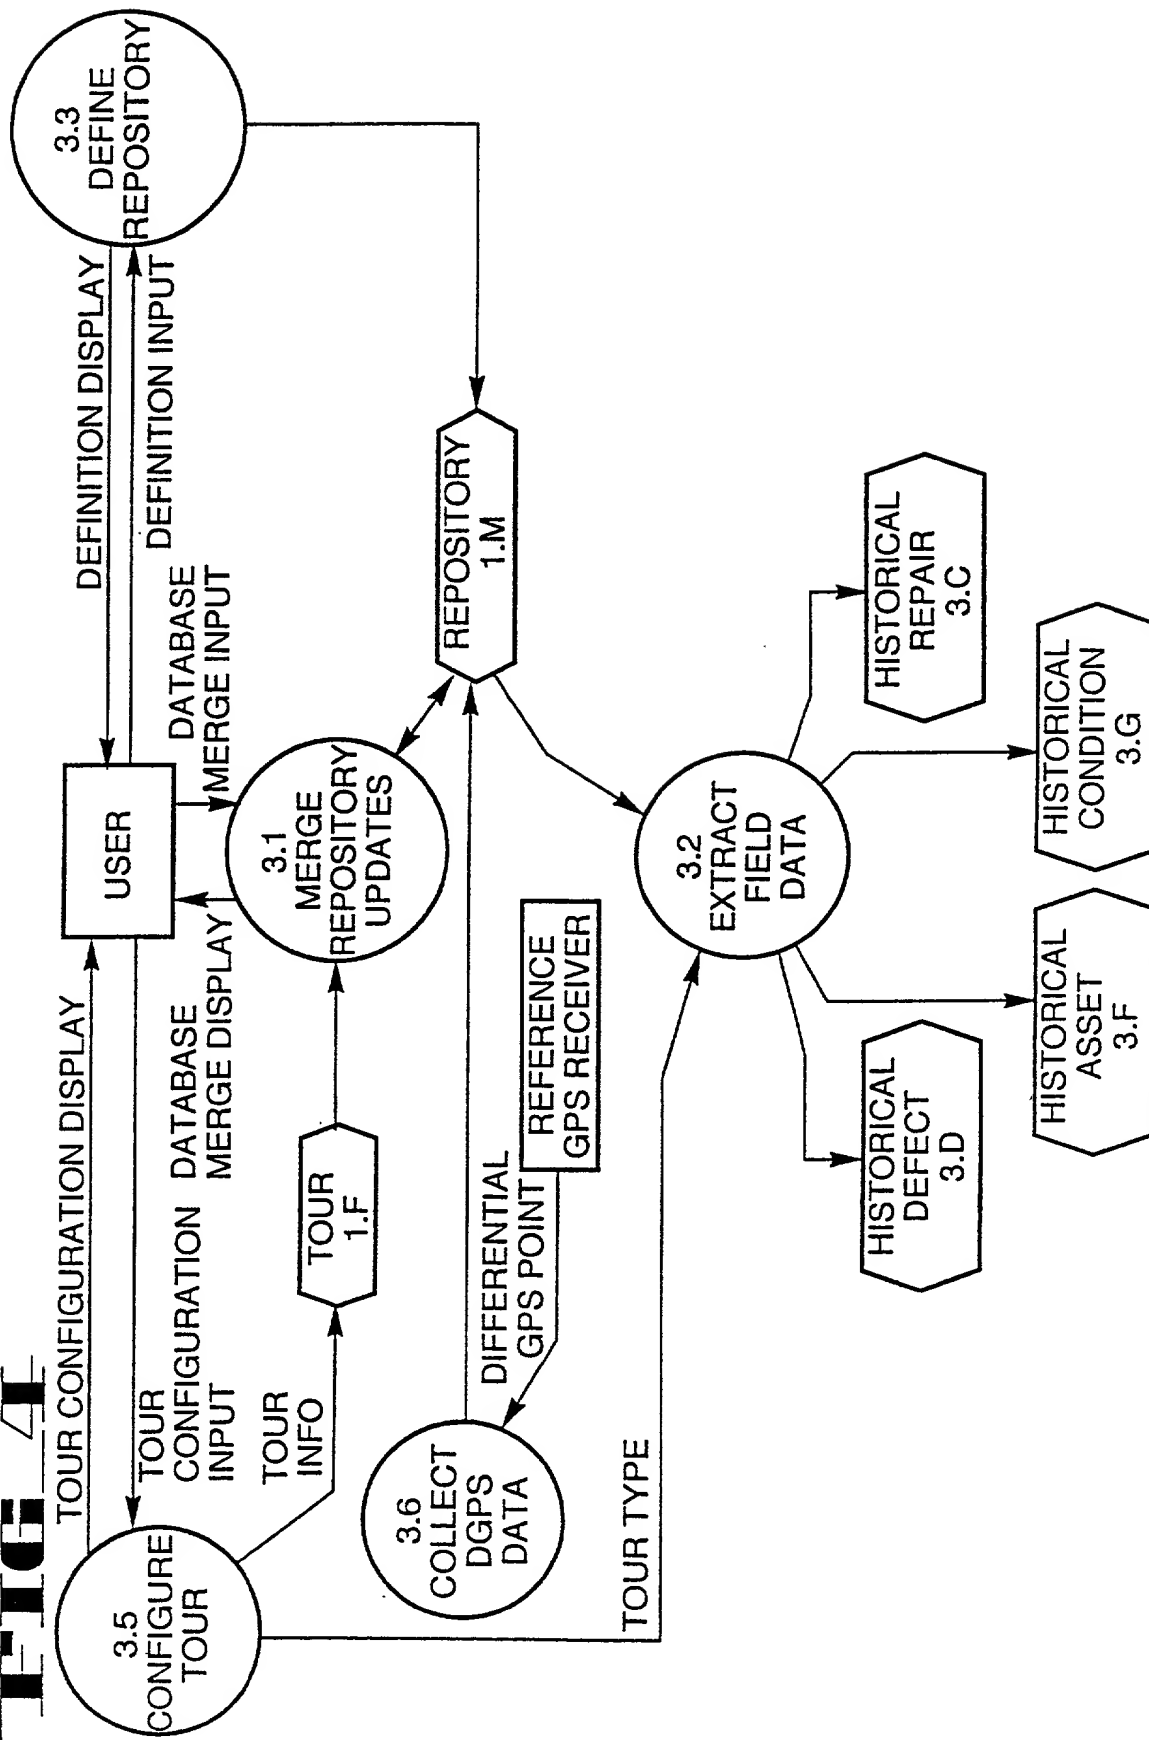 FIG_4
TOUR CONFIGURATION DISPLAY
DEFINITION DISPLAY
DEFINITION INPUT
3.5
CONFIGURE
TOUR
TOUR
CONFIGURATION
INPUT
USER
3.3
DEFINE
REPOSITORY
DATABASE
MERGE DISPLAY
DATABASE
MERGE INPUT
TOUR
INFO
TOUR
1.F
3.1
MERGE
REPOSITORY
UPDATES
REPOSITORY
1.M
3.6
COLLECT
DGPS
DATA
DIFFERENTIAL
GPS POINT
REFERENCE
GPS RECEIVER
TOUR TYPE
3.2
EXTRACT
FIELD
DATA
HISTORICAL
DEFECT
3.D
HISTORICAL
REPAIR
3.C
HISTORICAL
ASSET
3.F
HISTORICAL
CONDITION
3.G